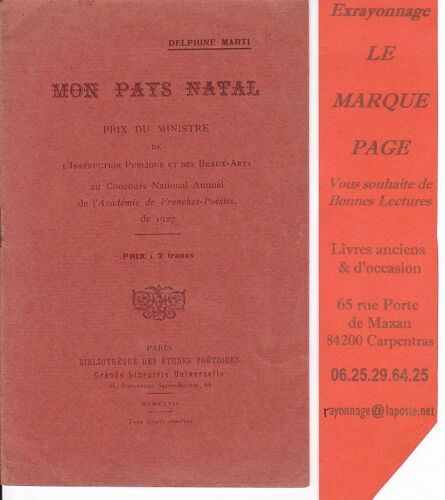 DELPHINE MARTI
MON PAYS NATAL
PRIX DU MINISTRE
DE
L'INSTRUCTION PUBLIQUE ET DES BEAUX-ARTS
au Concours National Annuel
de l'Académie de Franches-Poésies,
de 1927
PRIX : 2 francs
PARIS
BIBLIOTHÈQUE DES ÉTUDES POÉTIQUES
Grande Librairie Universelle
BOULEVARD SAINT-MICHEL
MCMXXVII
Tous droits réservés
Exrayonnage
LE
MARQUE
PAGE
Vous souhaite de
Bonnes Lectures
Livres anciens
& d'occasion
65 rue Porte
de Mazan
84200 Carpentras
06.25.29.64.25
rayonnage@laposte.net